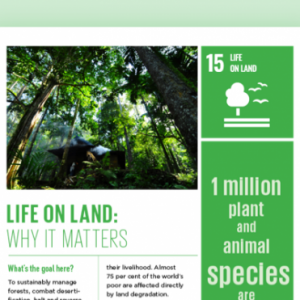 15 LIFE
ON LAND
LIFE ON LAND:
WHY IT MATTERS
What's the goal here?
To sustainably manage
forests, combat deserti-
fication, halt and reverse
their livelihood. Almost
75 per cent of the world's
poor are affected directly
by land degradation.
1 million
plant
and
animal
species
are